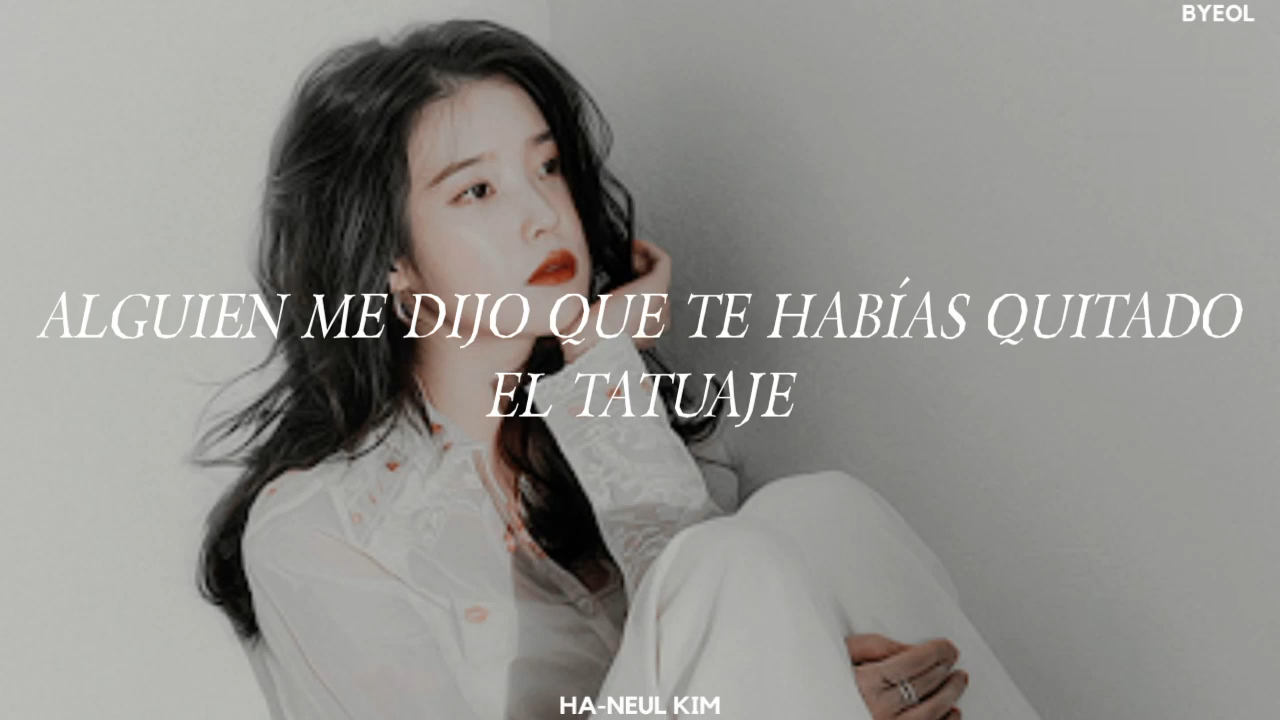 BYEOL
ALGUIEN ME DIJO QUE TE HABÍAS QUITADO
EL TATUAJE
HA-NEUL KIM